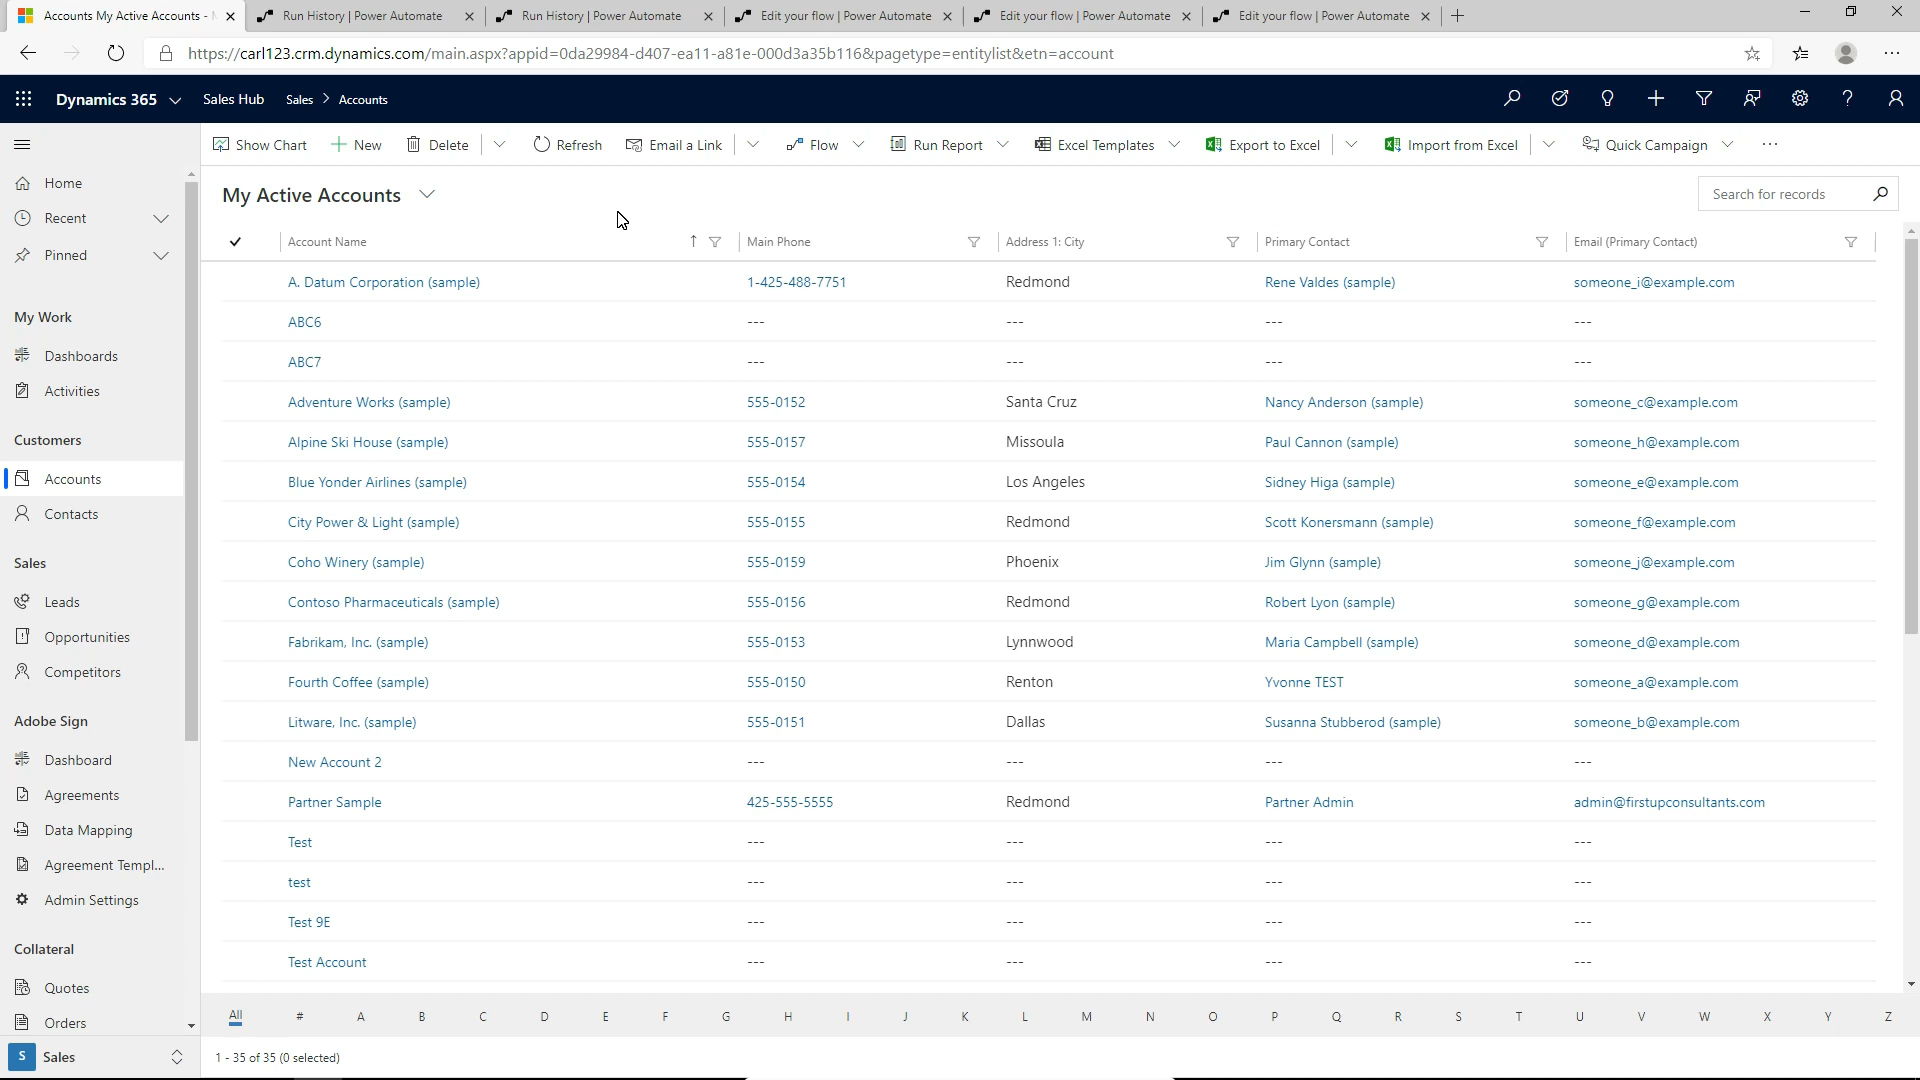 Accounts My Active Accounts -
Run History | Power Automate
Run History | Power Automate
Edit your flow | Power Automate
Edit your flow | Power Automate
Edit your flow | Power Automate
https://carl123.crm.dynamics.com/main.aspx?appid=0da29984-d407-ea11-a81e-000d3a35b116&pagetype=entitylist&etn=account
Dynamics 365 Sales Hub Sales > Accounts
Show Chart New Delete Refresh Email a Link Flow Run Report Excel Templates Export to Excel Import from Excel Quick Campaign
Home
Recent
Pinned
My Work
Dashboards
Activities
Customers
Accounts
Contacts
Sales
Leads
Opportunities
Competitors
Adobe Sign
Dashboard
Agreements
Data Mapping
Agreement Templ...
Admin Settings
Collateral
Quotes
Orders
S Sales
My Active Accounts
Search for records
Account Name Main Phone Address 1: City Primary Contact Email (Primary Contact)
A. Datum Corporation (sample) 1-425-488-7751 Redmond Rene Valdes (sample) someone_i@example.com
ABC6 --- --- --- ---
ABC7 --- --- --- ---
Adventure Works (sample) 555-0152 Santa Cruz Nancy Anderson (sample) someone_c@example.com
Alpine Ski House (sample) 555-0157 Missoula Paul Cannon (sample) someone_h@example.com
Blue Yonder Airlines (sample) 555-0154 Los Angeles Sidney Higa (sample) someone_e@example.com
City Power & Light (sample) 555-0155 Redmond Scott Konersmann (sample) someone_f@example.com
Coho Winery (sample) 555-0159 Phoenix Jim Glynn (sample) someone_j@example.com
Contoso Pharmaceuticals (sample) 555-0156 Redmond Robert Lyon (sample) someone_g@example.com
Fabrikam, Inc. (sample) 555-0153 Lynnwood Maria Campbell (sample) someone_d@example.com
Fourth Coffee (sample) 555-0150 Renton Yvonne TEST someone_a@example.com
Litware, Inc. (sample) 555-0151 Dallas Susanna Stubberod (sample) someone_b@example.com
New Account 2 --- --- --- ---
Partner Sample 425-555-5555 Redmond Partner Admin admin@firstupconsultants.com
Test --- --- --- ---
test --- --- --- ---
Test 9E --- --- --- ---
Test Account --- --- --- ---
All # A B C D E F G H I J K L M N O P Q R S T U V W X Y Z
1 - 35 of 35 (0 selected)